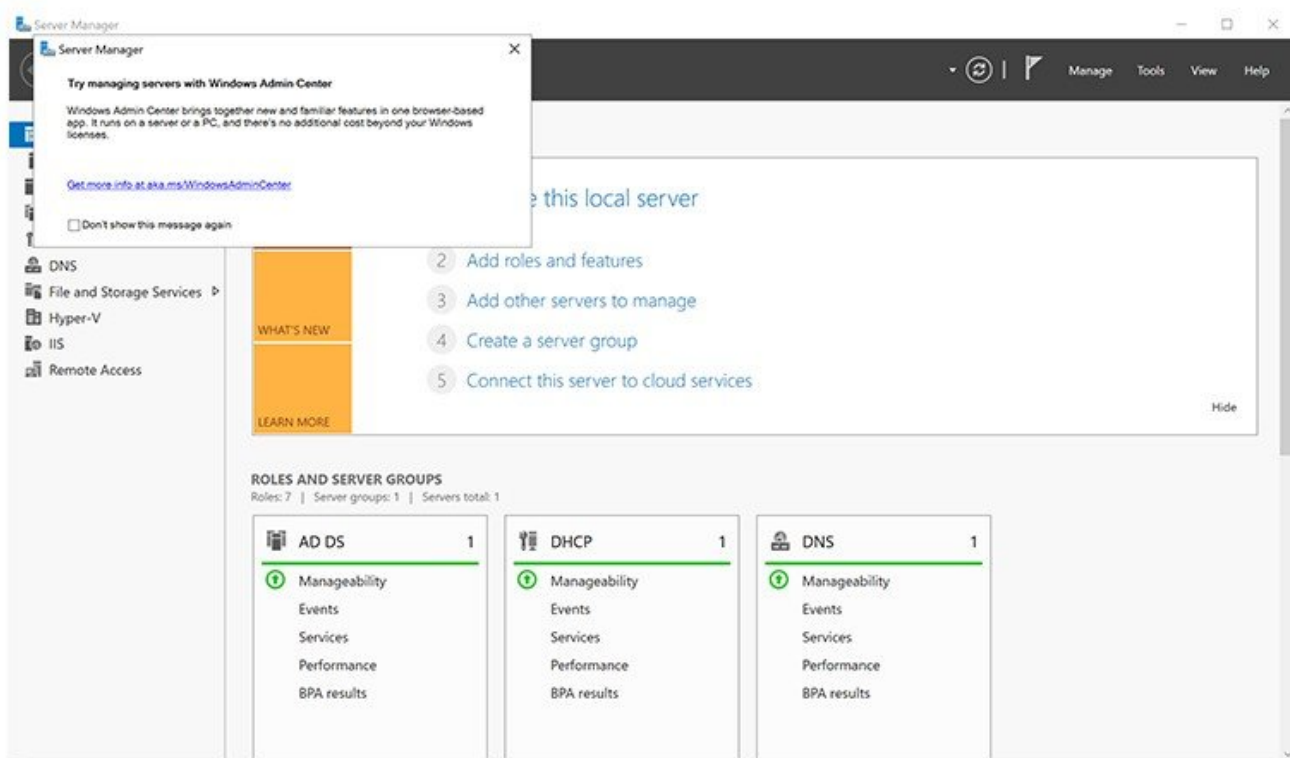 Server Manager
Server Manager
Try managing servers with Windows Admin Center
Windows Admin Center brings together new and familiar features in one browser-based
app. It runs on a server or a PC, and there's no additional cost beyond your Windows
licenses.
Get more info at aka.ms/WindowsAdminCenter
Don't show this message again
Manage Tools View Help
this local server
2 Add roles and features
3 Add other servers to manage
4 Create a server group
5 Connect this server to cloud services
WHAT'S NEW
LEARN MORE
Hide
DNS
File and Storage Services
Hyper-V
IIS
Remote Access
ROLES AND SERVER GROUPS
Roles: 7 | Server groups: 1 | Servers total: 1
AD DS 1
Manageability
Events
Services
Performance
BPA results
DHCP 1
Manageability
Events
Services
Performance
BPA results
DNS 1
Manageability
Events
Services
Performance
BPA results